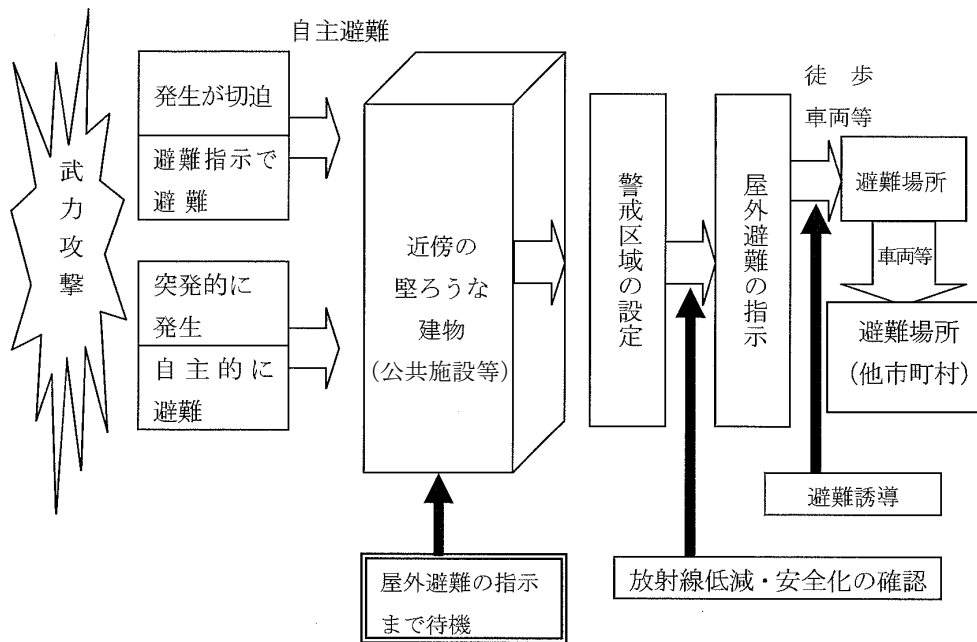 自主避難
武力攻撃
発生が切迫
避難指示で
避難
突発的に
発生
自主的に
避難
近傍の
堅ろうな
建物
(公共施設等)
警戒区域の設定
屋外避難の指示
徒歩
車両等
避難場所
車両等
避難場所
(他市町村)
避難誘導
屋外避難の指示
まで待機
放射線低減・安全化の確認